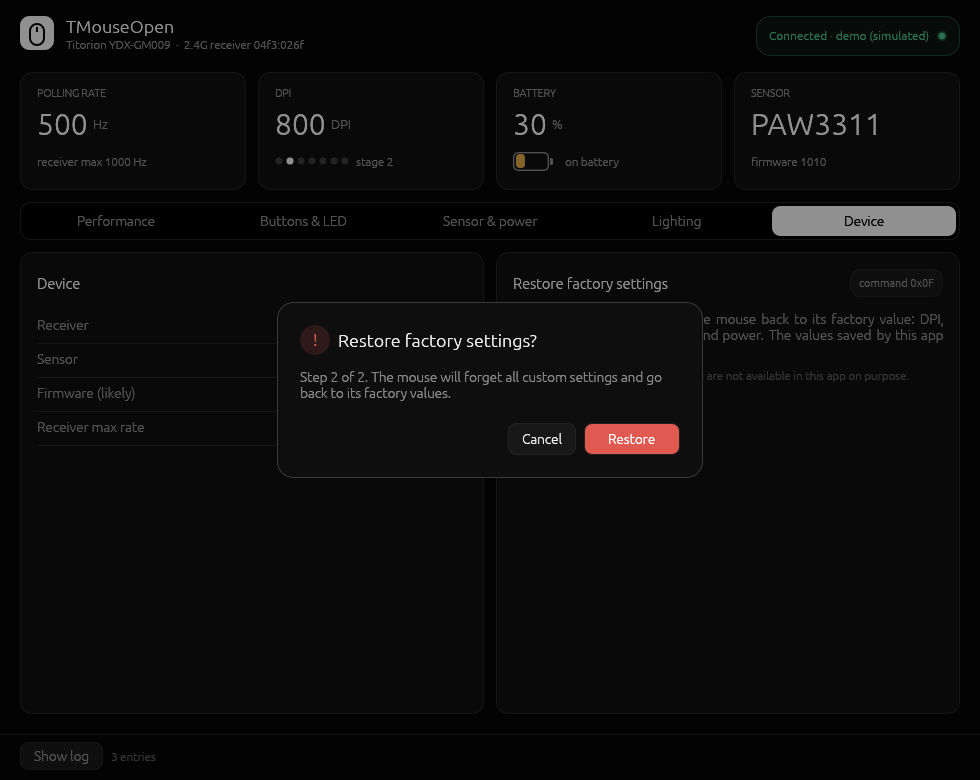 TMouseOpen
Titorion YDX-GM009 · 2.4G receiver 04f3:026f
Connected · demo (simulated)
POLLING RATE
500 Hz
receiver max 1000 Hz
DPI
800 DPI
stage 2
BATTERY
30 %
on battery
SENSOR
PAW3311
firmware 1010
Performance
Buttons & LED
Sensor & power
Lighting
Device
Device
Receiver
Sensor
Firmware (likely)
Receiver max rate
Restore factory settings
command 0x0F
mouse back to its factory value: DPI,
power. The values saved by this app
are not available in this app on purpose.
!
Restore factory settings?
Step 2 of 2. The mouse will forget all custom settings and go
back to its factory values.
Cancel
Restore
Show log
3 entries